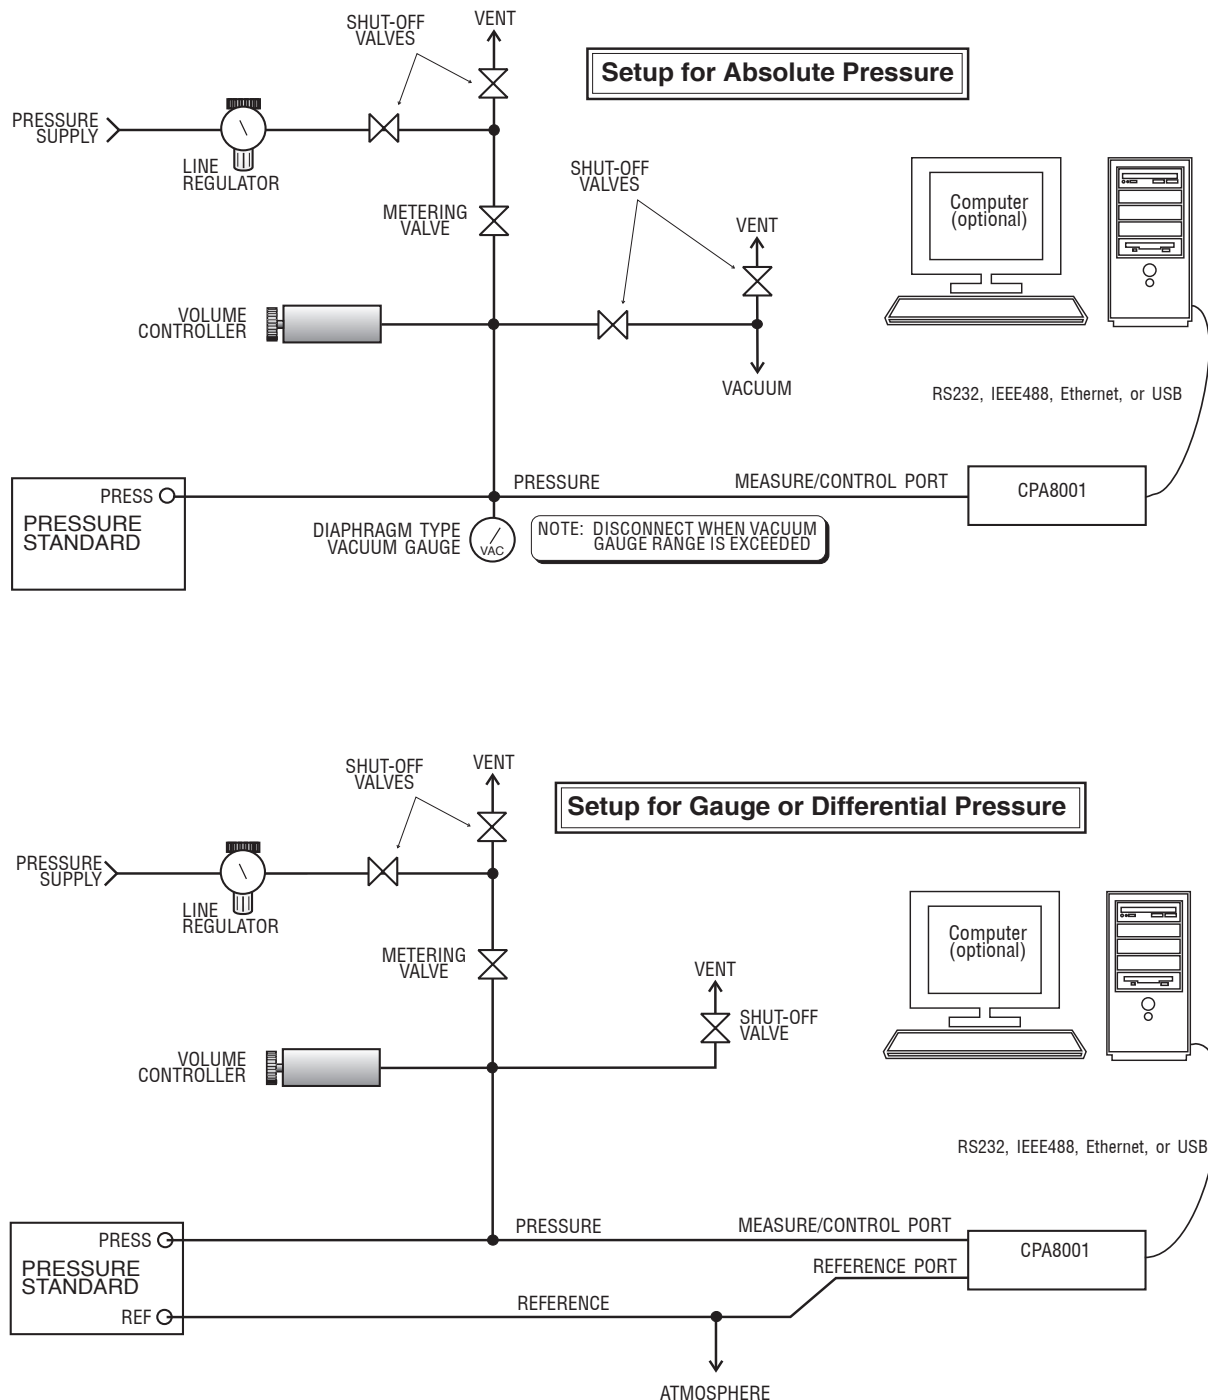 SHUT-OFF
VALVES
VENT
Setup for Absolute Pressure
PRESSURE
SUPPLY
LINE
REGULATOR
SHUT-OFF
VALVES
METERING
VALVE
VENT
Computer
(optional)
VOLUME
CONTROLLER
VACUUM
RS232, IEEE488, Ethernet, or USB
PRESS
PRESSURE
STANDARD
PRESSURE
MEASURE/CONTROL PORT
CPA8001
DIAPHRAGM TYPE
VACUUM GAUGE
VAC
NOTE: DISCONNECT WHEN VACUUM
GAUGE RANGE IS EXCEEDED
SHUT-OFF
VALVES
VENT
Setup for Gauge or Differential Pressure
PRESSURE
SUPPLY
LINE
REGULATOR
METERING
VALVE
VENT
SHUT-OFF
VALVE
Computer
(optional)
VOLUME
CONTROLLER
RS232, IEEE488, Ethernet, or USB
PRESS
PRESSURE
STANDARD
REF
PRESSURE
MEASURE/CONTROL PORT
CPA8001
REFERENCE PORT
REFERENCE
ATMOSPHERE